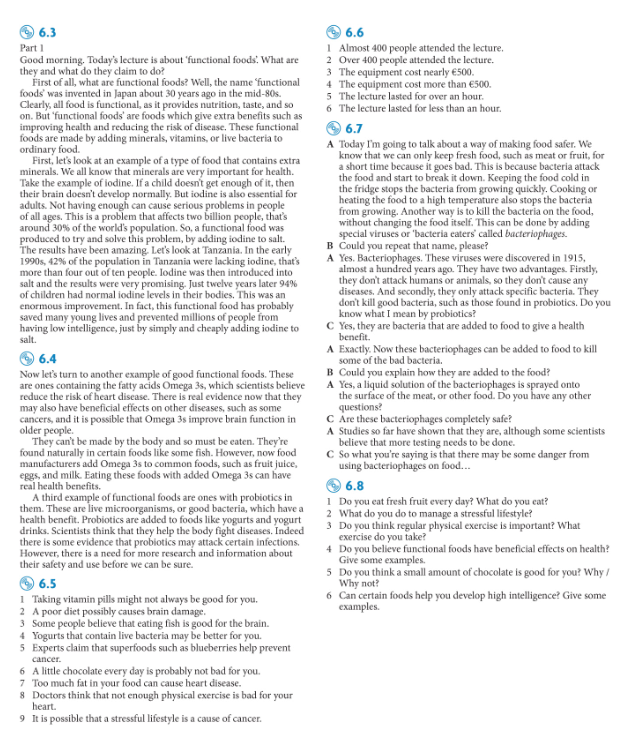 6.3
Part 1
Good morning. Today's lecture is about 'functional foods'. What are
they and what do they claim to do?
First of all, what are functional foods? Well, the name 'functional
foods' was invented in Japan about 30 years ago in the mid-80s.
Clearly, all food is functional, as it provides nutrition, taste, and so
on. But 'functional foods' are foods which give extra benefits such as
improving health and reducing the risk of disease. These functional
foods are made by adding minerals, vitamins, or live bacteria to
ordinary food.
First, let's look at an example of a type of food that contains extra
minerals. We all know that minerals are very important for health.
Take the example of iodine. If a child doesn't get enough of it, then
their brain doesn't develop normally. But iodine is also essential for
adults. Not having enough can cause serious problems in people
of all ages. This is a problem that affects two billion people, that's
around 30% of the world's population. So, a functional food was
produced to try and solve this problem, by adding iodine to salt.
The results have been amazing. Let's look at Tanzania. In the early
1990s, 42% of the population in Tanzania were lacking iodine, that's
more than four out of ten people. Iodine was then introduced into
salt and the results were very promising. Just twelve years later 94%
of children had normal iodine levels in their bodies. This was an
enormous improvement. In fact, this functional food has probably
saved many young lives and prevented millions of people from
having low intelligence, just by simply and cheaply adding iodine to
salt.
6.4
Now let's turn to another example of good functional foods. These
are ones containing the fatty acids Omega 3s, which scientists believe
reduce the risk of heart disease. There is real evidence now that they
may also have beneficial effects on other diseases, such as some
cancers, and it is possible that Omega 3s improve brain function in
older people.
They can't be made by the body and so must be eaten. They're
found naturally in certain foods like some fish. However, now food
manufacturers add Omega 3s to common foods, such as fruit juice,
eggs, and milk. Eating these foods with added Omega 3s can have
real health benefits.
A third example of functional foods are ones with probiotics in
them. These are live microorganisms, or good bacteria, which have a
health benefit. Probiotics are added to foods like yogurts and yogurt
drinks. Scientists think that they help the body fight diseases. Indeed
there is some evidence that probiotics may attack certain infections.
However, there is a need for more research and information about
their safety and use before we can be sure.
6.5
1 Taking vitamin pills might not always be good for you.
2 A poor diet possibly causes brain damage.
3 Some people believe that eating fish is good for the brain.
4 Yogurts that contain live bacteria may be better for you.
5 Experts claim that superfoods such as blueberries help prevent
cancer.
6 A little chocolate every day is probably not bad for you.
7 Too much fat in your food can cause heart disease.
8 Doctors think that not enough physical exercise is bad for your
heart.
9 It is possible that a stressful lifestyle is a cause of cancer.
6.6
1 Almost 400 people attended the lecture.
2 Over 400 people attended the lecture.
3 The equipment cost nearly €500.
4 The equipment cost more than €500.
5 The lecture lasted for over an hour.
6 The lecture lasted for less than an hour.
6.7
A Today I'm going to talk about a way of making food safer. We
know that we can only keep fresh food, such as meat or fruit, for
a short time because it goes bad. This is because bacteria attack
the food and start to break it down. Keeping the food cold in
the fridge stops the bacteria from growing quickly. Cooking or
heating the food to a high temperature also stops the bacteria
from growing. Another way is to kill the bacteria on the food,
without changing the food itself. This can be done by adding
special viruses or 'bacteria eaters' called bacteriophages.
B Could you repeat that name, please?
A Yes. Bacteriophages. These viruses were discovered in 1915,
almost a hundred years ago. They have two advantages. Firstly,
they don't attack humans or animals, so they don't cause any
diseases. And secondly, they only attack specific bacteria. They
don't kill good bacteria, such as those found in probiotics. Do you
know what I mean by probiotics?
C Yes, they are bacteria that are added to food to give a health
benefit.
A Exactly. Now these bacteriophages can be added to food to kill
some of the bad bacteria.
B Could you explain how they are added to the food?
A Yes, a liquid solution of the bacteriophages is sprayed onto
the surface of the meat, or other food. Do you have any other
questions?
C Are these bacteriophages completely safe?
A Studies so far have shown that they are, although some scientists
believe that more testing needs to be done.
C So what you're saying is that there may be some danger from
using bacteriophages on food…
6.8
1 Do you eat fresh fruit every day? What do you eat?
2 What do you do to manage a stressful lifestyle?
3 Do you think regular physical exercise is important? What
exercise do you take?
4 Do you believe functional foods have beneficial effects on health?
Give some examples.
5 Do you think a small amount of chocolate is good for you? Why /
Why not?
6 Can certain foods help you develop high intelligence? Give some
examples.